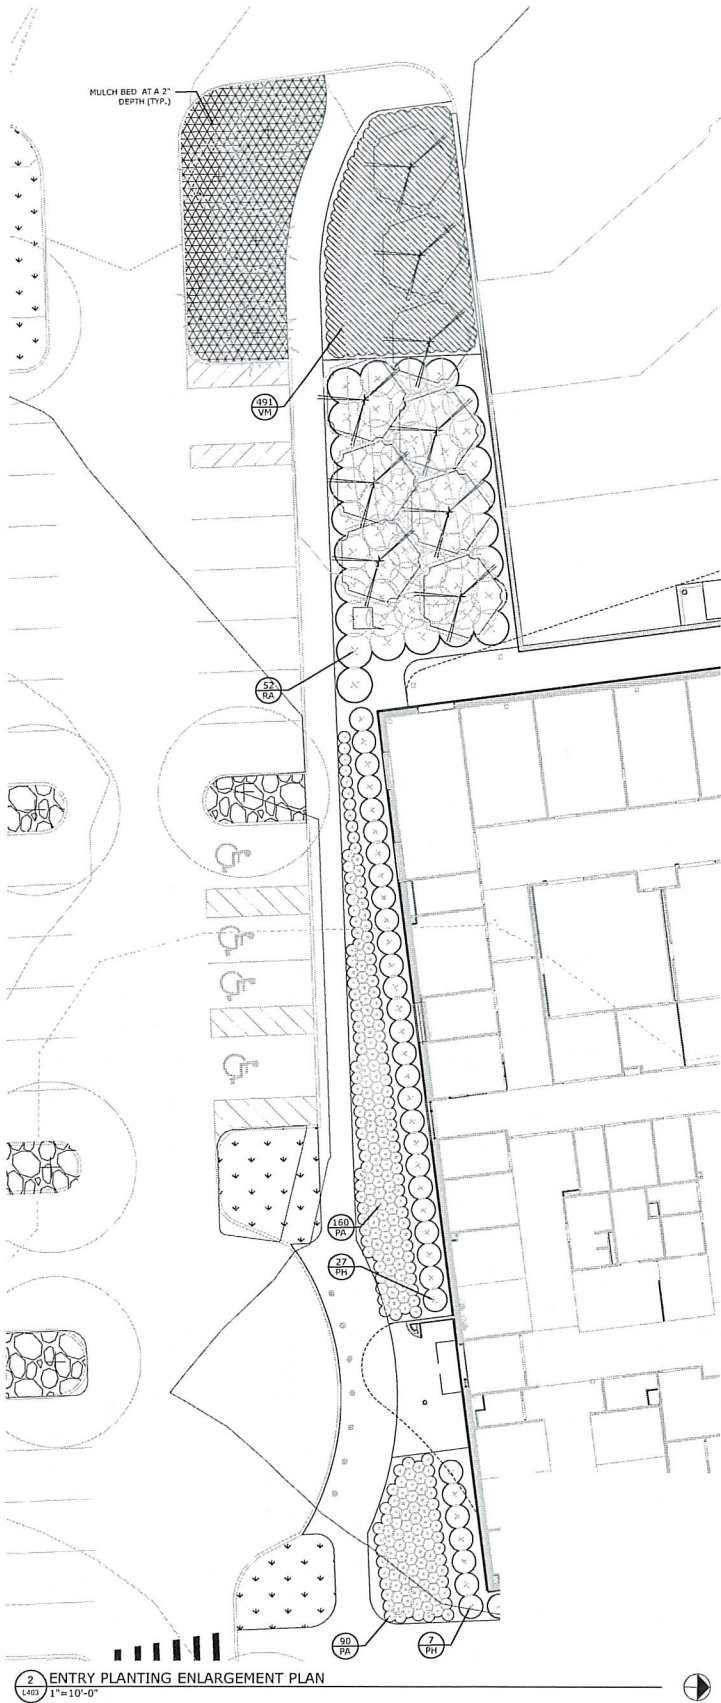 MULCH BED AT A 2"
DEPTH (TYP.)
491
VM
52
RA
160
PA
27
PH
90
PA
7
PH
2
L403
ENTRY PLANTING ENLARGEMENT PLAN
1"=10'-0"